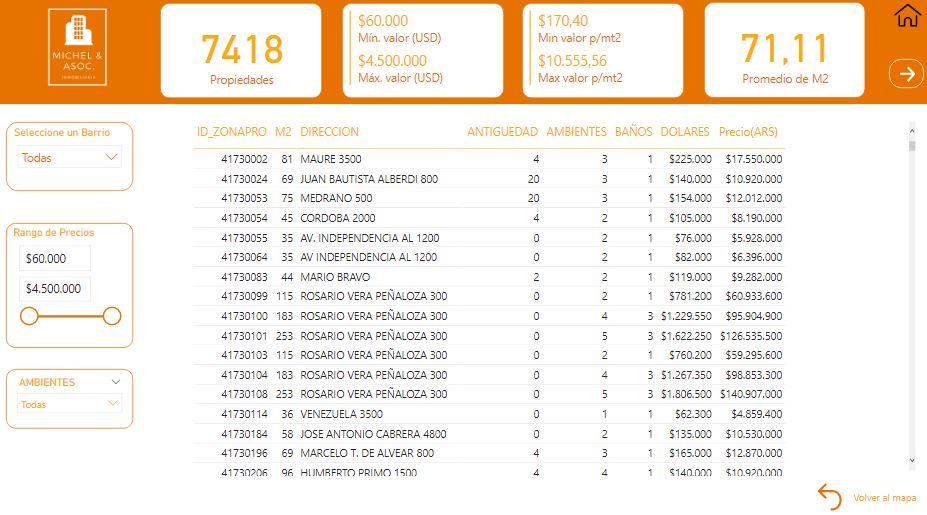 MICHEL &
ASOC.
INMOBILIARIA
7418
Propiedades
$60.000
Mín. valor (USD)
$4.500.000
Máx. valor (USD)
$170,40
Min valor p/mt2
$10.555,56
Max valor p/mt2
71,11
Promedio de M2
Seleccione un Barrio
Todas
Rango de Precios
$60.000
$4.500.000
AMBIENTES
Todas
ID_ZONAPRO M2 DIRECCION ANTIGUEDAD AMBIENTES BAÑOS DOLARES Precio(ARS)
41730002 81 MAURE 3500 4 3 1 $225.000 $17.550.000
41730024 69 JUAN BAUTISTA ALBERDI 800 20 3 1 $140.000 $10.920.000
41730053 75 MEDRANO 500 20 3 1 $154.000 $12.012.000
41730054 45 CORDOBA 2000 4 2 1 $105.000 $8.190.000
41730055 35 AV. INDEPENDENCIA AL 1200 0 2 1 $76.000 $5.928.000
41730064 35 AV INDEPENDENCIA AL 1200 0 2 1 $82.000 $6.396.000
41730083 44 MARIO BRAVO 2 2 1 $119.000 $9.282.000
41730099 115 ROSARIO VERA PEÑALOZA 300 0 2 1 $781.200 $60.933.600
41730100 183 ROSARIO VERA PEÑALOZA 300 0 4 3 $1.229.550 $95.904.900
41730101 253 ROSARIO VERA PEÑALOZA 300 0 5 3 $1.622.250 $126.535.500
41730103 115 ROSARIO VERA PEÑALOZA 300 0 2 1 $760.200 $59.295.600
41730104 183 ROSARIO VERA PEÑALOZA 300 0 4 3 $1.267.350 $98.853.300
41730108 253 ROSARIO VERA PEÑALOZA 300 0 5 3 $1.806.500 $140.907.000
41730114 36 VENEZUELA 3500 0 1 1 $62.300 $4.859.400
41730184 58 JOSE ANTONIO CABRERA 4800 0 2 1 $135.000 $10.530.000
41730196 69 MARCELO T. DE ALVEAR 800 4 3 1 $165.000 $12.870.000
41730206 96 HUMBERTO PRIMO 1500 4 4 1 $140.000 $10.920.000
Volver al mapa